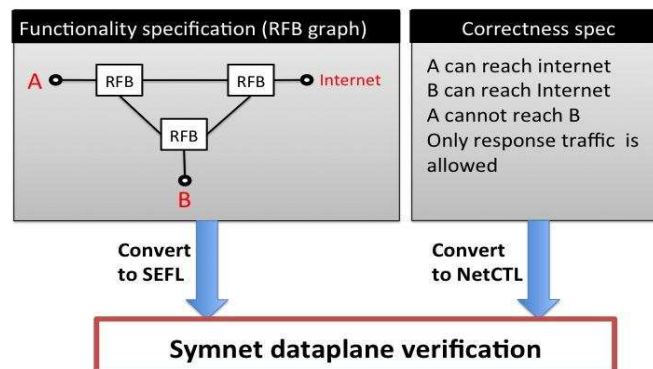 Functionality specification (RFB graph)
A
RFB
RFB
Internet
RFB
B
Correctness spec
A can reach internet
B can reach Internet
A cannot reach B
Only response traffic is
allowed
Convert
to SEFL
Convert
to NetCTL
Symnet dataplane verification